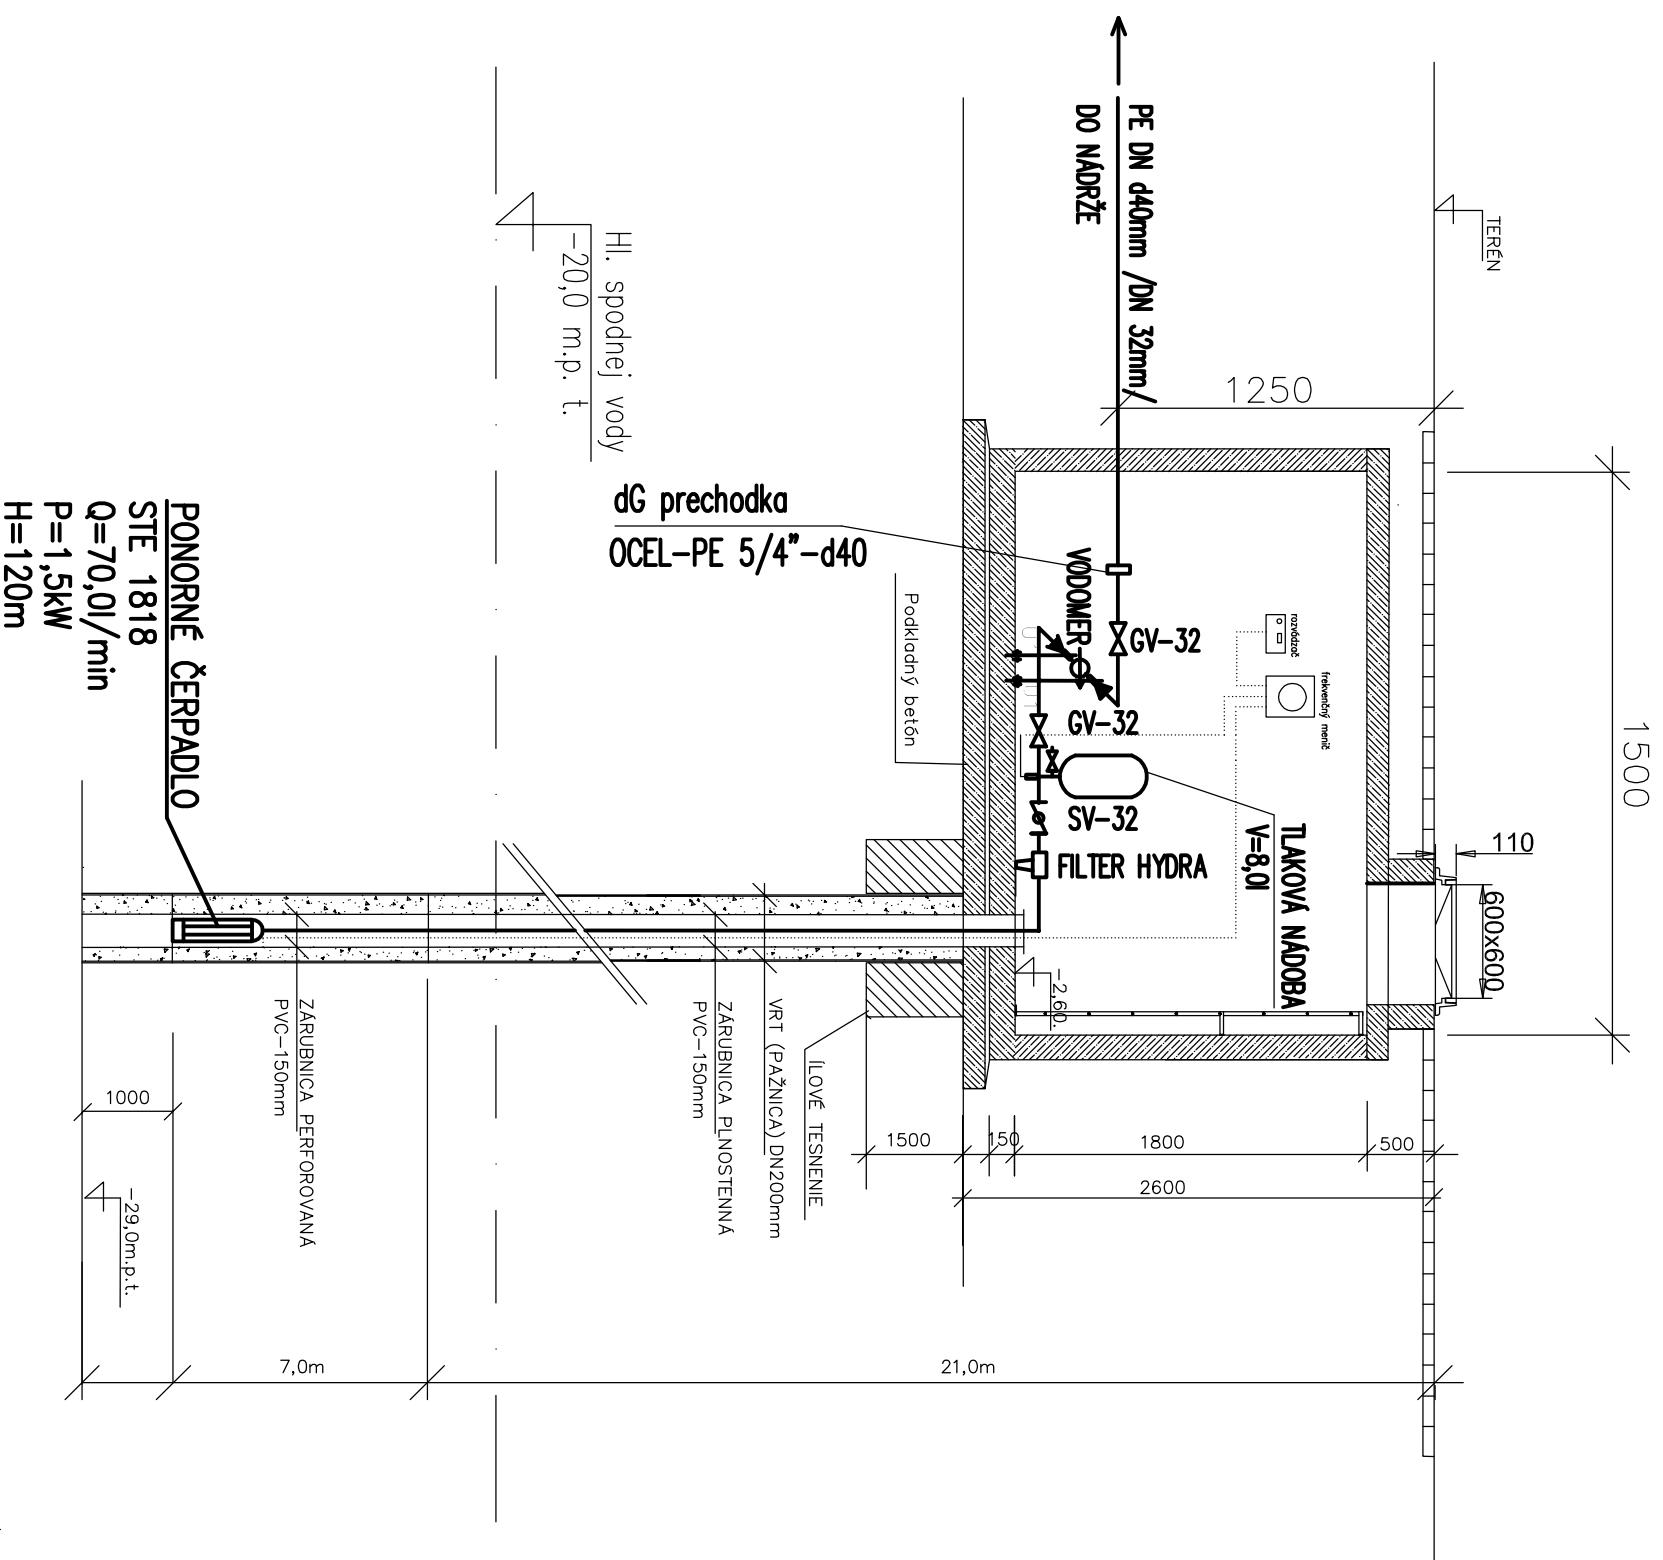 TERÉN
PE DN d40mm /DN 32mm/
DO NÁDRŽE
1250
1500
110
600x600
Hl. spodnej vody
-20,0 m.p. t.
dG prechodka
OCEL-PE 5/4"-d40
Podkladný betón
VODOMER
GV-32
GV-32
rozvádzač
frekvenčný menič
SV-32
FILTER HYDRA
TLAKOVÁ NÁDOBA
V=8,0l
-2,60.
PONORNÉ ČERPADLO
STE 1818
Q=70,0l/min
P=1,5kW
H=120m
ÍLOVÉ TESNENIE
VRT (PAŽNICA) DN200mm
ZÁRUBNICA PLNOSTENNÁ
PVC-150mm
ZÁRUBNICA PERFOROVANÁ
PVC-150mm
1500
150
1800
500
2600
1000
-29,0m.p.t.
7,0m
21,0m